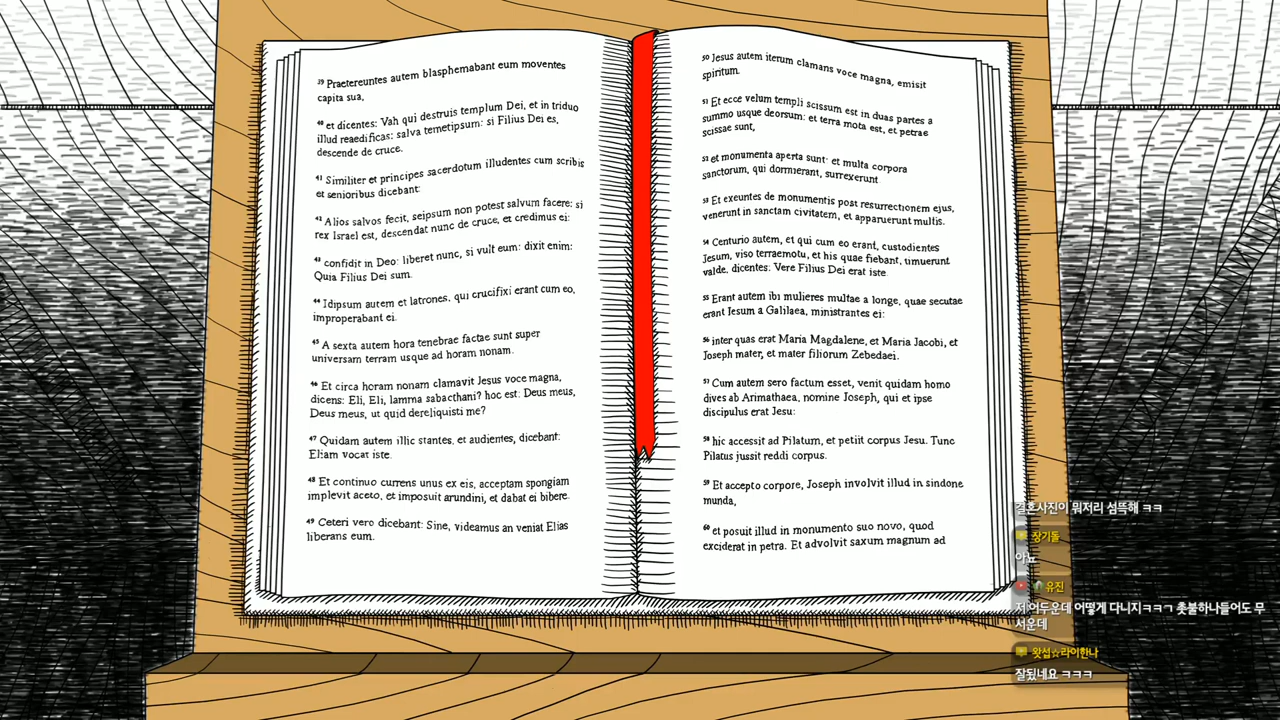 39 Praetereuntes autem blasphemabant eum moventes
capita sua,
40 et dicentes: Vah qui destruis templum Dei, et in triduo
illud reaedificas: salva temetipsum: si Filius Dei es,
descende de cruce.
41 Similiter et principes sacerdotum illudentes cum scribis
et senioribus dicebant:
42 Alios salvos fecit, seipsum non potest salvum facere: si
rex Israel est, descendat nunc de cruce, et credimus ei:
43 confidit in Deo: liberet nunc, si vult eum: dixit enim:
Quia Filius Dei sum.
44 Idipsum autem et latrones, qui crucifixi erant cum eo,
improperabant ei.
45 A sexta autem hora tenebrae factae sunt super
universam terram usque ad horam nonam.
46 Et circa horam nonam clamavit Jesus voce magna,
dicens: Eli, Eli, lamma sabacthani? hoc est: Deus meus,
Deus meus, ut quid dereliquisti me?
47 Quidam autem illic stantes, et audientes, dicebant:
Eliam vocat iste.
48 Et continuo currens unus ex eis, acceptam spongiam
implevit aceto, et imposuit arundini, et dabat ei bibere.
49 Ceteri vero dicebant: Sine, videamus an veniat Elias
liberans eum.
50 Jesus autem iterum clamans voce magna, emisit
spiritum.
51 Et ecce velum templi scissum est in duas partes a
summo usque deorsum: et terra mota est, et petrae
scissae sunt,
52 et monumenta aperta sunt: et multa corpora
sanctorum, qui dormierant, surrexerunt
53 Et exeuntes de monumentis post resurrectionem ejus,
venerunt in sanctam civitatem, et apparuerunt multis.
54 Centurio autem, et qui cum eo erant, custodientes
Jesum, viso terraemotu, et his quae fiebant, timuerunt
valde, dicentes: Vere Filius Dei erat iste
55 Erant autem ibi mulieres multae a longe, quae secutae
erant Jesum a Galilaea, ministrantes ei:
56 inter quas erat Maria Magdalene, et Maria Jacobi, et
Joseph mater, et mater filiorum Zebedaei.
57 Cum autem sero factum esset, venit quidam homo
dives ab Arimathaea, nomine Joseph, qui et ipse
discipulus erat Jesu:
58 hic accessit ad Pilatum, et petiit corpus Jesu. Tunc
Pilatus jussit reddi corpus.
59 Et accepto corpore, Joseph involvit illud in sindone
munda,
60 et posuit illud in monumento suo novo, quod
exciderat in petra. Et advolvit saxum magnum ad
결혼사진이 뭐저리 섬뜩해 ㅋㅋ
장기돌
유진
저 어두운데 어떻게 다니지ㅋㅋㄱ 촛불하나들어도 무
서운데
왓섭☆라이한나
잘됐네요 ㅋㅋㅋ